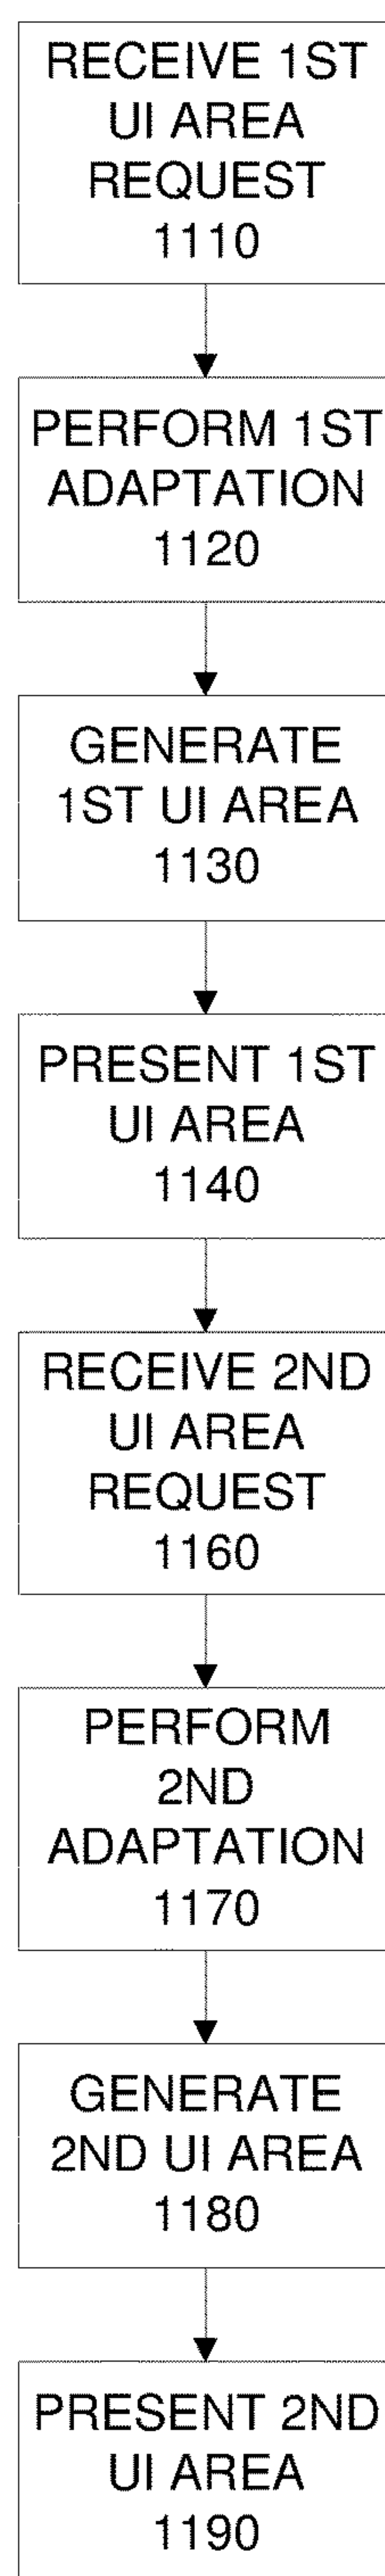 RECEIVE 1ST
UI AREA
REQUEST
1110
PERFORM 1ST
ADAPTATION
1120
GENERATE
1ST UI AREA
1130
PRESENT 1ST
UI AREA
1140
RECEIVE 2ND
UI AREA
REQUEST
1160
PERFORM
2ND
ADAPTATION
1170
GENERATE
2ND UI AREA
1180
PRESENT 2ND
UI AREA
1190